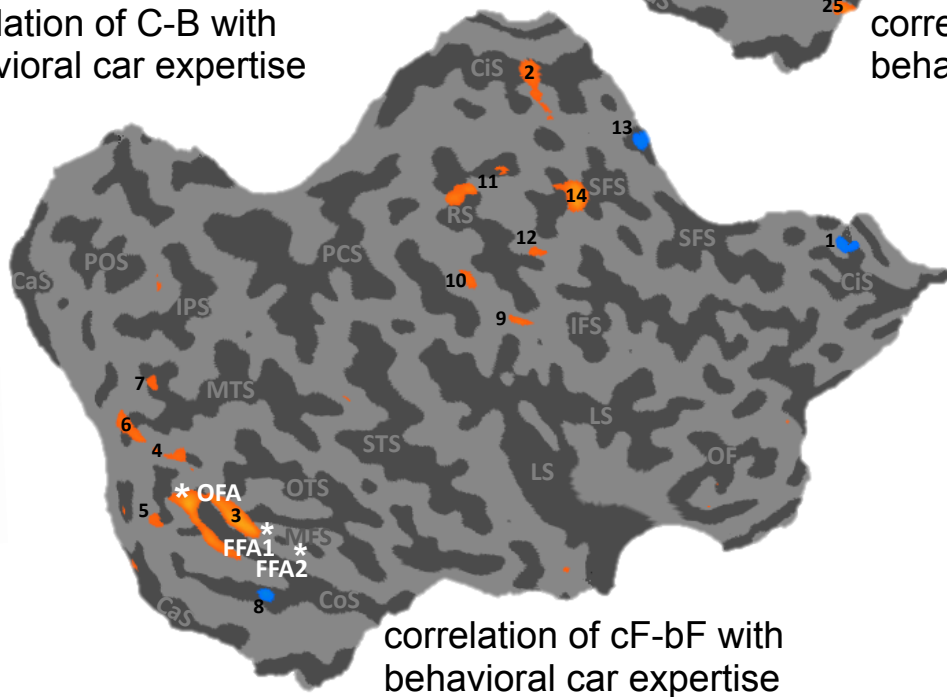 lation of C-B with
vioral car expertise
25
corre
beha
CiS
2
13
11
14
SFS
RS
12
SFS
1
POS
PCS
CaS
10
CiS
IPS
9
IFS
7
MTS
6
LS
4
STS
OF
LS
* OFA
OTS
5
3
*
MFS
FFA1
*
FFA2
8
CoS
CaS
correlation of cF-bF with
behavioral car expertise